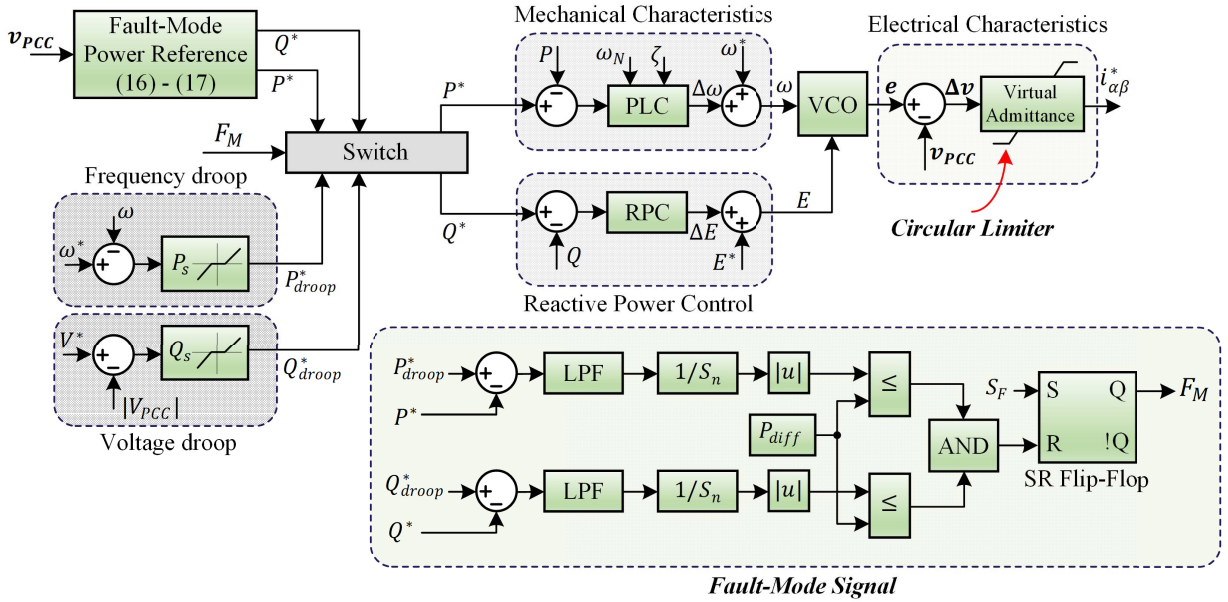 v_PCC
Fault-Mode
Power Reference
(16) - (17)
Q*
P*
F_M
Switch
Frequency droop
ω
ω*
+
−
P_s
P*_droop
V*
+
−
|V_PCC|
Q_s
Q*_droop
Voltage droop
P*
Q*
Mechanical Characteristics
P
+
−
ω_N
ζ
PLC
Δω
ω*
+
+
ω
+
−
Q
RPC
ΔE
+
+
E*
E
Reactive Power Control
VCO
Electrical Characteristics
e
+
−
v_PCC
Δv
Virtual
Admittance
i*_αβ
Circular Limiter
P*_droop
P*
+
−
LPF
1/S_n
|u|
≤
P_diff
Q*_droop
Q*
+
−
LPF
1/S_n
|u|
≤
AND
S_F
S
Q
R
!Q
F_M
SR Flip-Flop
Fault-Mode Signal